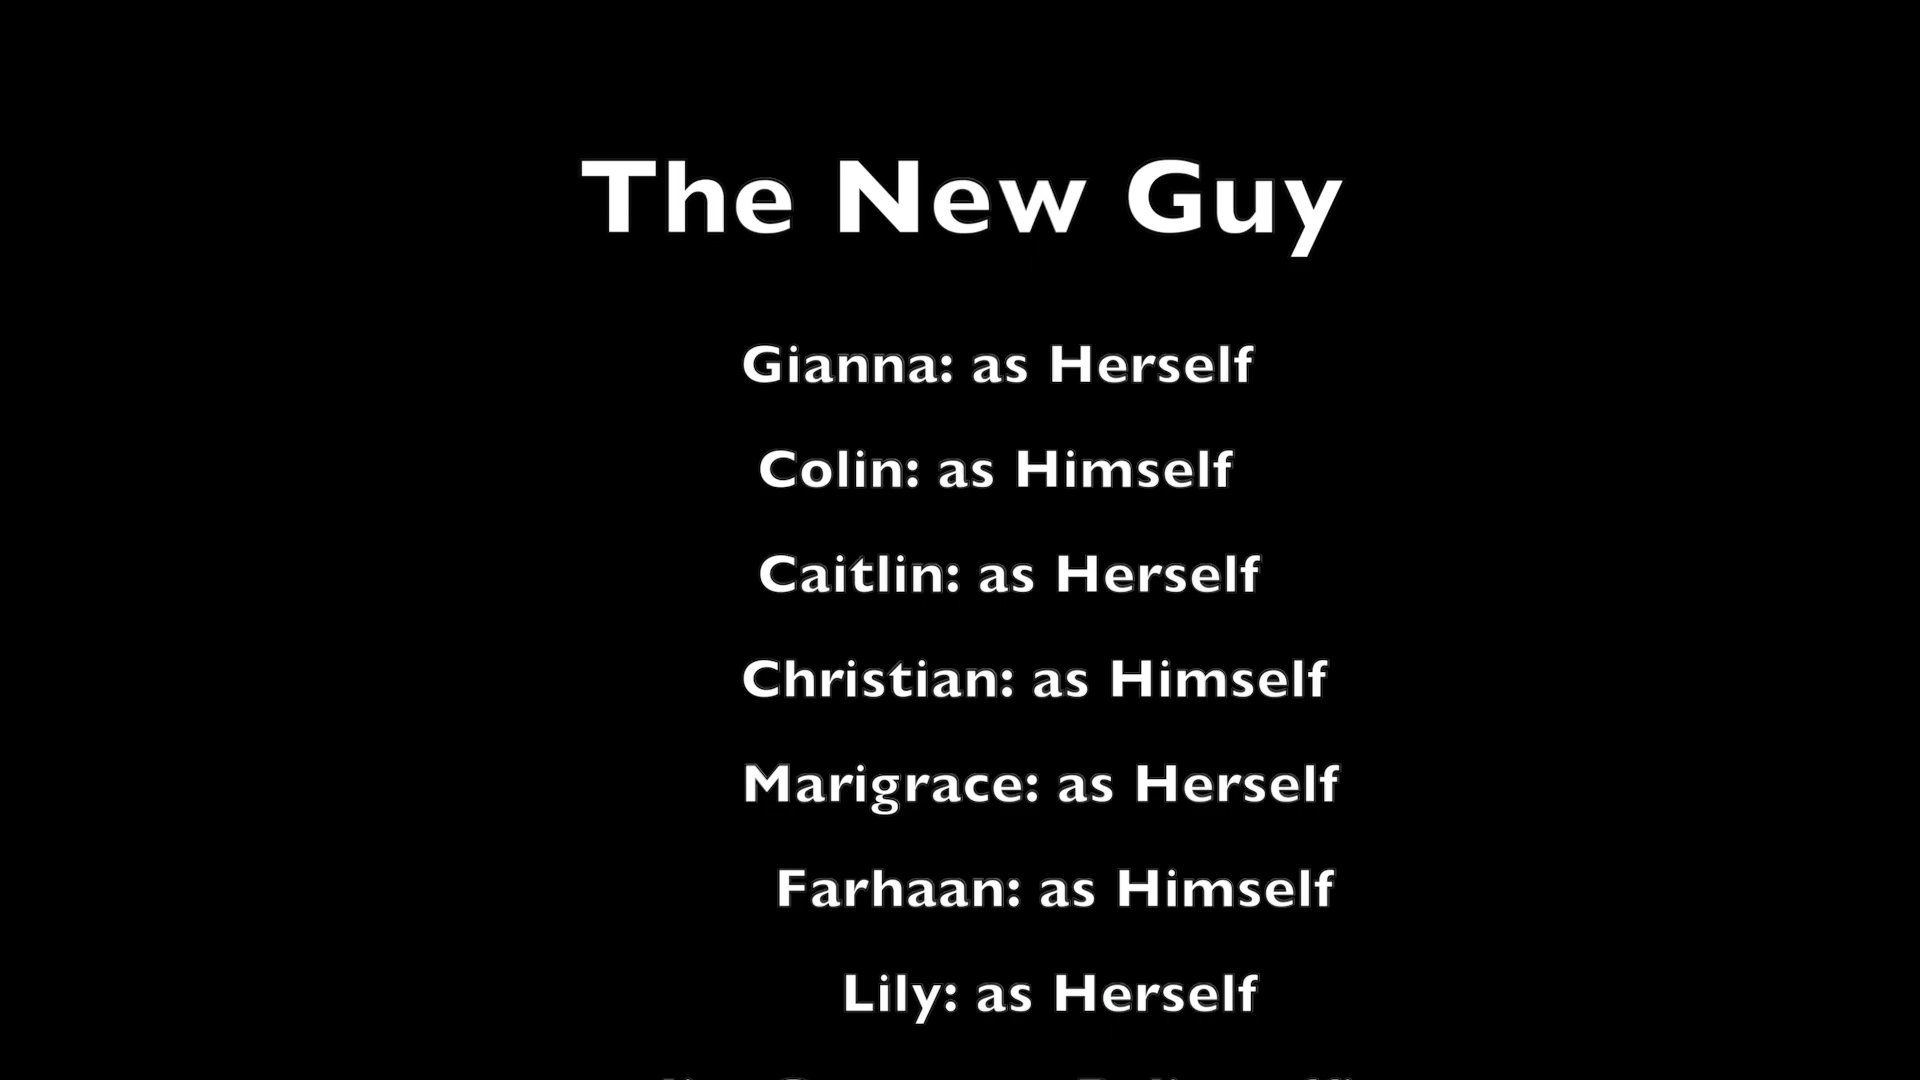 The New Guy
Gianna: as Herself
Colin: as Himself
Caitlin: as Herself
Christian: as Himself
Marigrace: as Herself
Farhaan: as Himself
Lily: as Herself